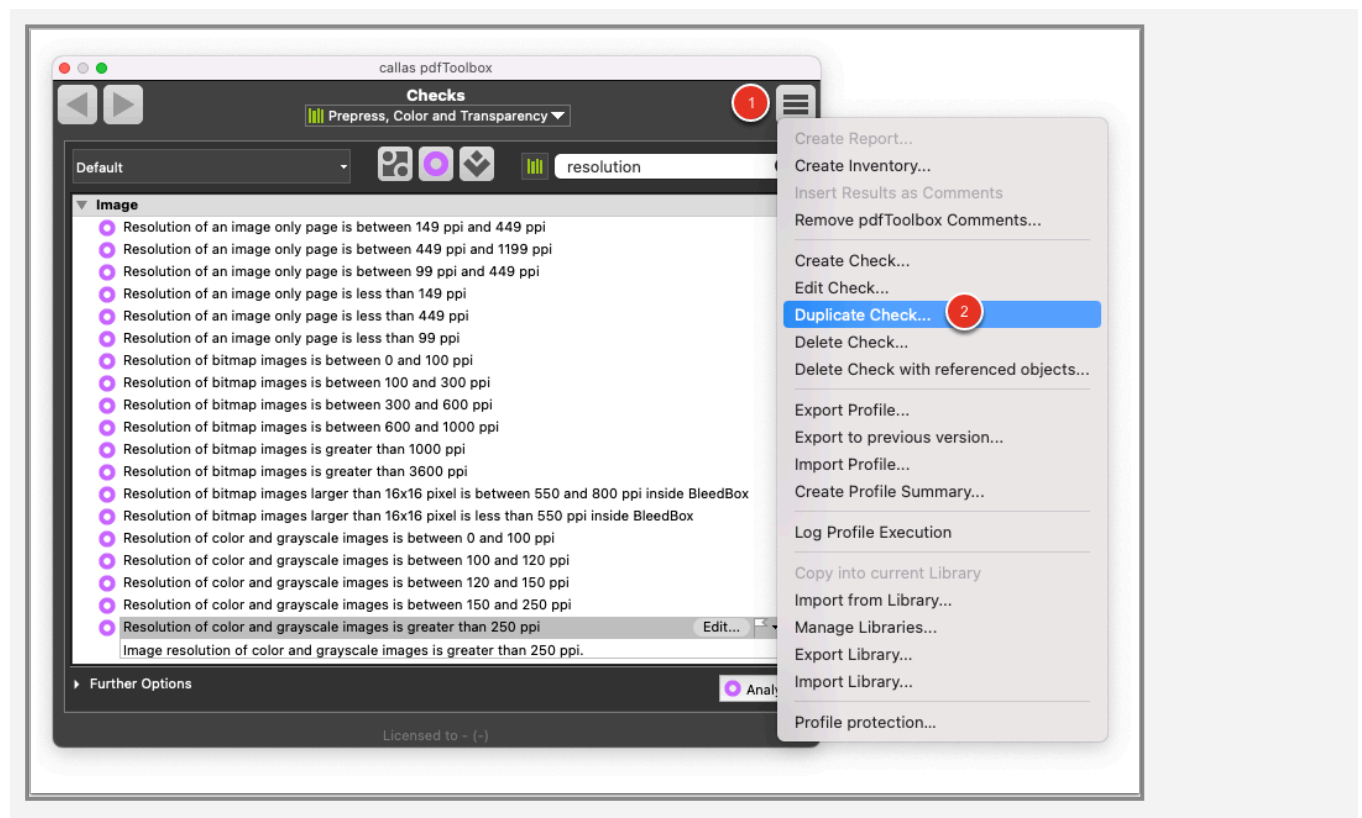 callas pdfToolbox
Checks
Prepress, Color and Transparency
1
Default
resolution
Image
Resolution of an image only page is between 149 ppi and 449 ppi
Resolution of an image only page is between 449 ppi and 1199 ppi
Resolution of an image only page is between 99 ppi and 449 ppi
Resolution of an image only page is less than 149 ppi
Resolution of an image only page is less than 449 ppi
Resolution of an image only page is less than 99 ppi
Resolution of bitmap images is between 0 and 100 ppi
Resolution of bitmap images is between 100 and 300 ppi
Resolution of bitmap images is between 300 and 600 ppi
Resolution of bitmap images is between 600 and 1000 ppi
Resolution of bitmap images is greater than 1000 ppi
Resolution of bitmap images is greater than 3600 ppi
Resolution of bitmap images larger than 16x16 pixel is between 550 and 800 ppi inside BleedBox
Resolution of bitmap images larger than 16x16 pixel is less than 550 ppi inside BleedBox
Resolution of color and grayscale images is between 0 and 100 ppi
Resolution of color and grayscale images is between 100 and 120 ppi
Resolution of color and grayscale images is between 120 and 150 ppi
Resolution of color and grayscale images is between 150 and 250 ppi
Resolution of color and grayscale images is greater than 250 ppi Edit...
Image resolution of color and grayscale images is greater than 250 ppi.
Further Options
Licensed to - (-)
Create Report...
Create Inventory...
Insert Results as Comments
Remove pdfToolbox Comments...
Create Check...
Edit Check...
Duplicate Check... 2
Delete Check...
Delete Check with referenced objects...
Export Profile...
Export to previous version...
Import Profile...
Create Profile Summary...
Log Profile Execution
Copy into current Library
Import from Library...
Manage Libraries...
Export Library...
Import Library...
Profile protection...